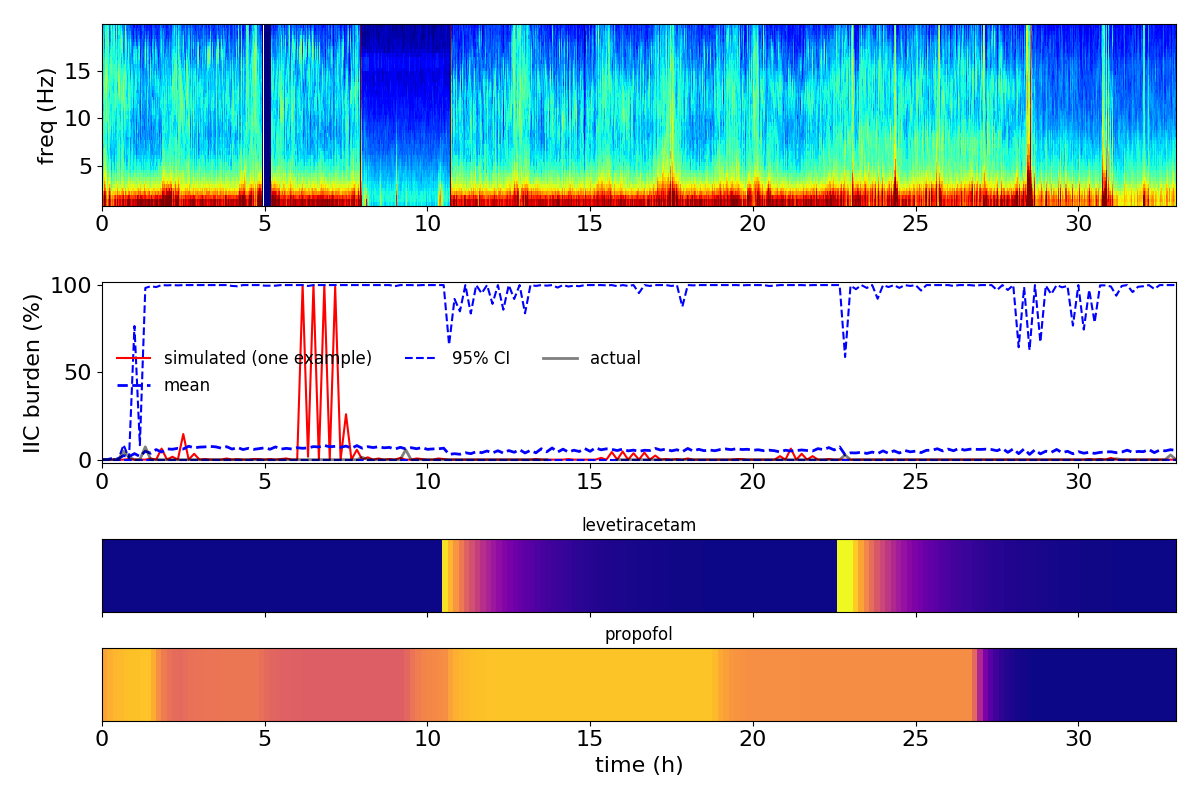 freq (Hz)
15
10
5
0 5 10 15 20 25 30
IIC burden (%)
100
50
0
simulated (one example) 95% CI actual
mean
0 5 10 15 20 25 30
levetiracetam
propofol
0 5 10 15 20 25 30
time (h)